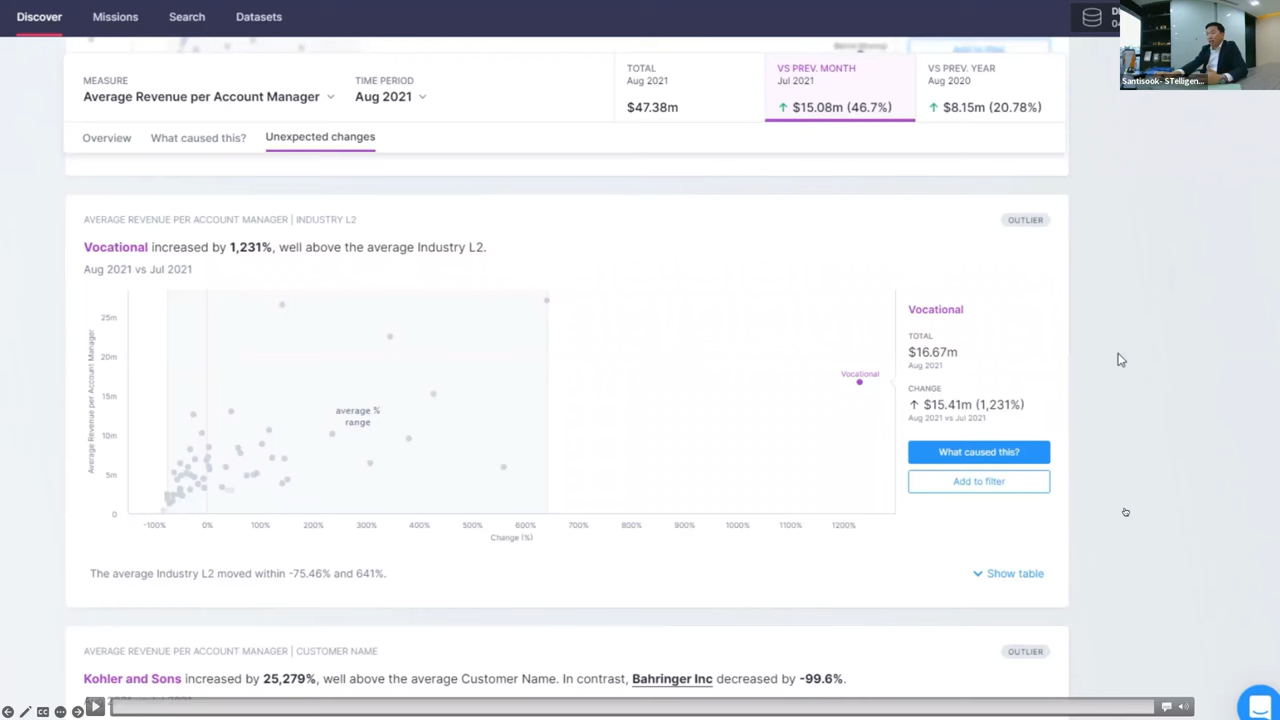 Discover Missions Search Datasets
Santisook- STelligen...
MEASURE
Average Revenue per Account Manager
TIME PERIOD
Aug 2021
TOTAL
Aug 2021
$47.38m
VS PREV. MONTH
Jul 2021
↑ $15.08m (46.7%)
VS PREV. YEAR
Aug 2020
↑ $8.15m (20.78%)
Overview What caused this? Unexpected changes
AVERAGE REVENUE PER ACCOUNT MANAGER | INDUSTRY L2
OUTLIER
Vocational increased by 1,231%, well above the average Industry L2.
Aug 2021 vs Jul 2021
Average Revenue per Account Manager
25m
20m
15m
10m
5m
0
average %
range
Vocational
-100% 0% 100% 200% 300% 400% 500% 600% 700% 800% 900% 1000% 1100% 1200%
Change (%)
Vocational
TOTAL
$16.67m
Aug 2021
CHANGE
↑ $15.41m (1,231%)
Aug 2021 vs Jul 2021
What caused this?
Add to filter
The average Industry L2 moved within -75.46% and 641%.
Show table
AVERAGE REVENUE PER ACCOUNT MANAGER | CUSTOMER NAME
OUTLIER
Kohler and Sons increased by 25,279%, well above the average Customer Name. In contrast, Bahringer Inc decreased by -99.6%.